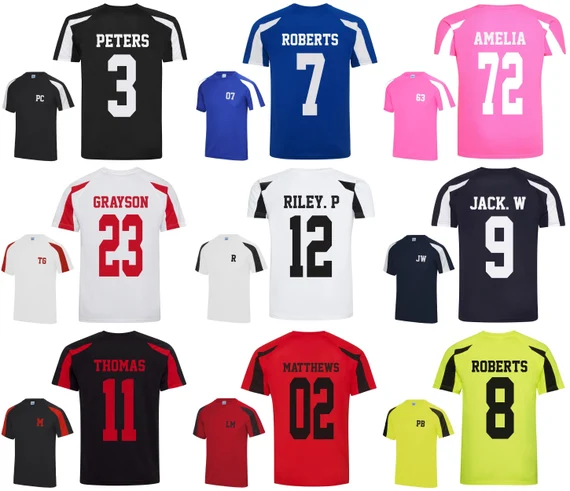 PETERS
3
PC
ROBERTS
7
07
AMELIA
72
63
GRAYSON
23
TG
RILEY. P
12
R
JACK. W
9
JW
THOMAS
11
M
MATTHEWS
02
LM
ROBERTS
8
PB